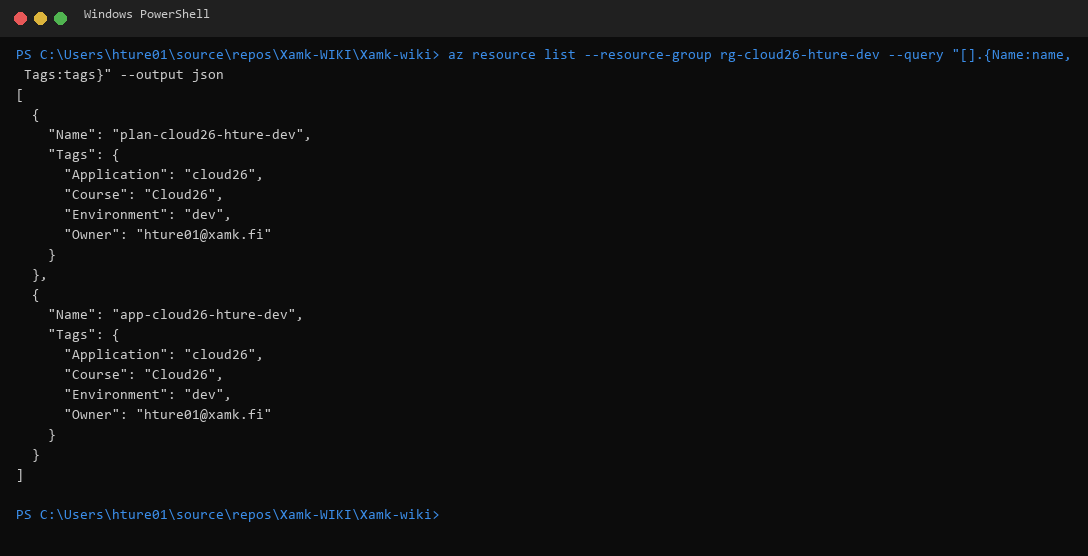 Windows PowerShell
PS C:\Users\hture01\source\repos\Xamk-WIKI\Xamk-wiki> az resource list --resource-group rg-cloud26-hture-dev --query "[].{Name:name,
 Tags:tags}" --output json
[
  {
    "Name": "plan-cloud26-hture-dev",
    "Tags": {
      "Application": "cloud26",
      "Course": "Cloud26",
      "Environment": "dev",
      "Owner": "hture01@xamk.fi"
    }
  },
  {
    "Name": "app-cloud26-hture-dev",
    "Tags": {
      "Application": "cloud26",
      "Course": "Cloud26",
      "Environment": "dev",
      "Owner": "hture01@xamk.fi"
    }
  }
]
PS C:\Users\hture01\source\repos\Xamk-WIKI\Xamk-wiki>